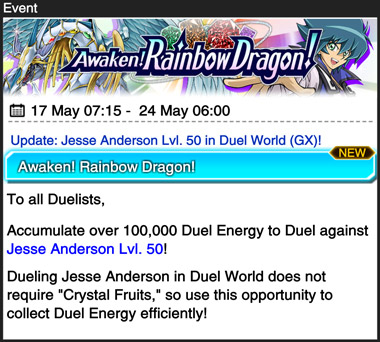 Event
Awaken! Rainbow Dragon!
17 May 07:15 - 24 May 06:00
Update: Jesse Anderson Lvl. 50 in Duel World (GX)!
NEW
Awaken! Rainbow Dragon!
To all Duelists,
Accumulate over 100,000 Duel Energy to Duel against
Jesse Anderson Lvl. 50!
Dueling Jesse Anderson in Duel World does not
require "Crystal Fruits," so use this opportunity to
collect Duel Energy efficiently!